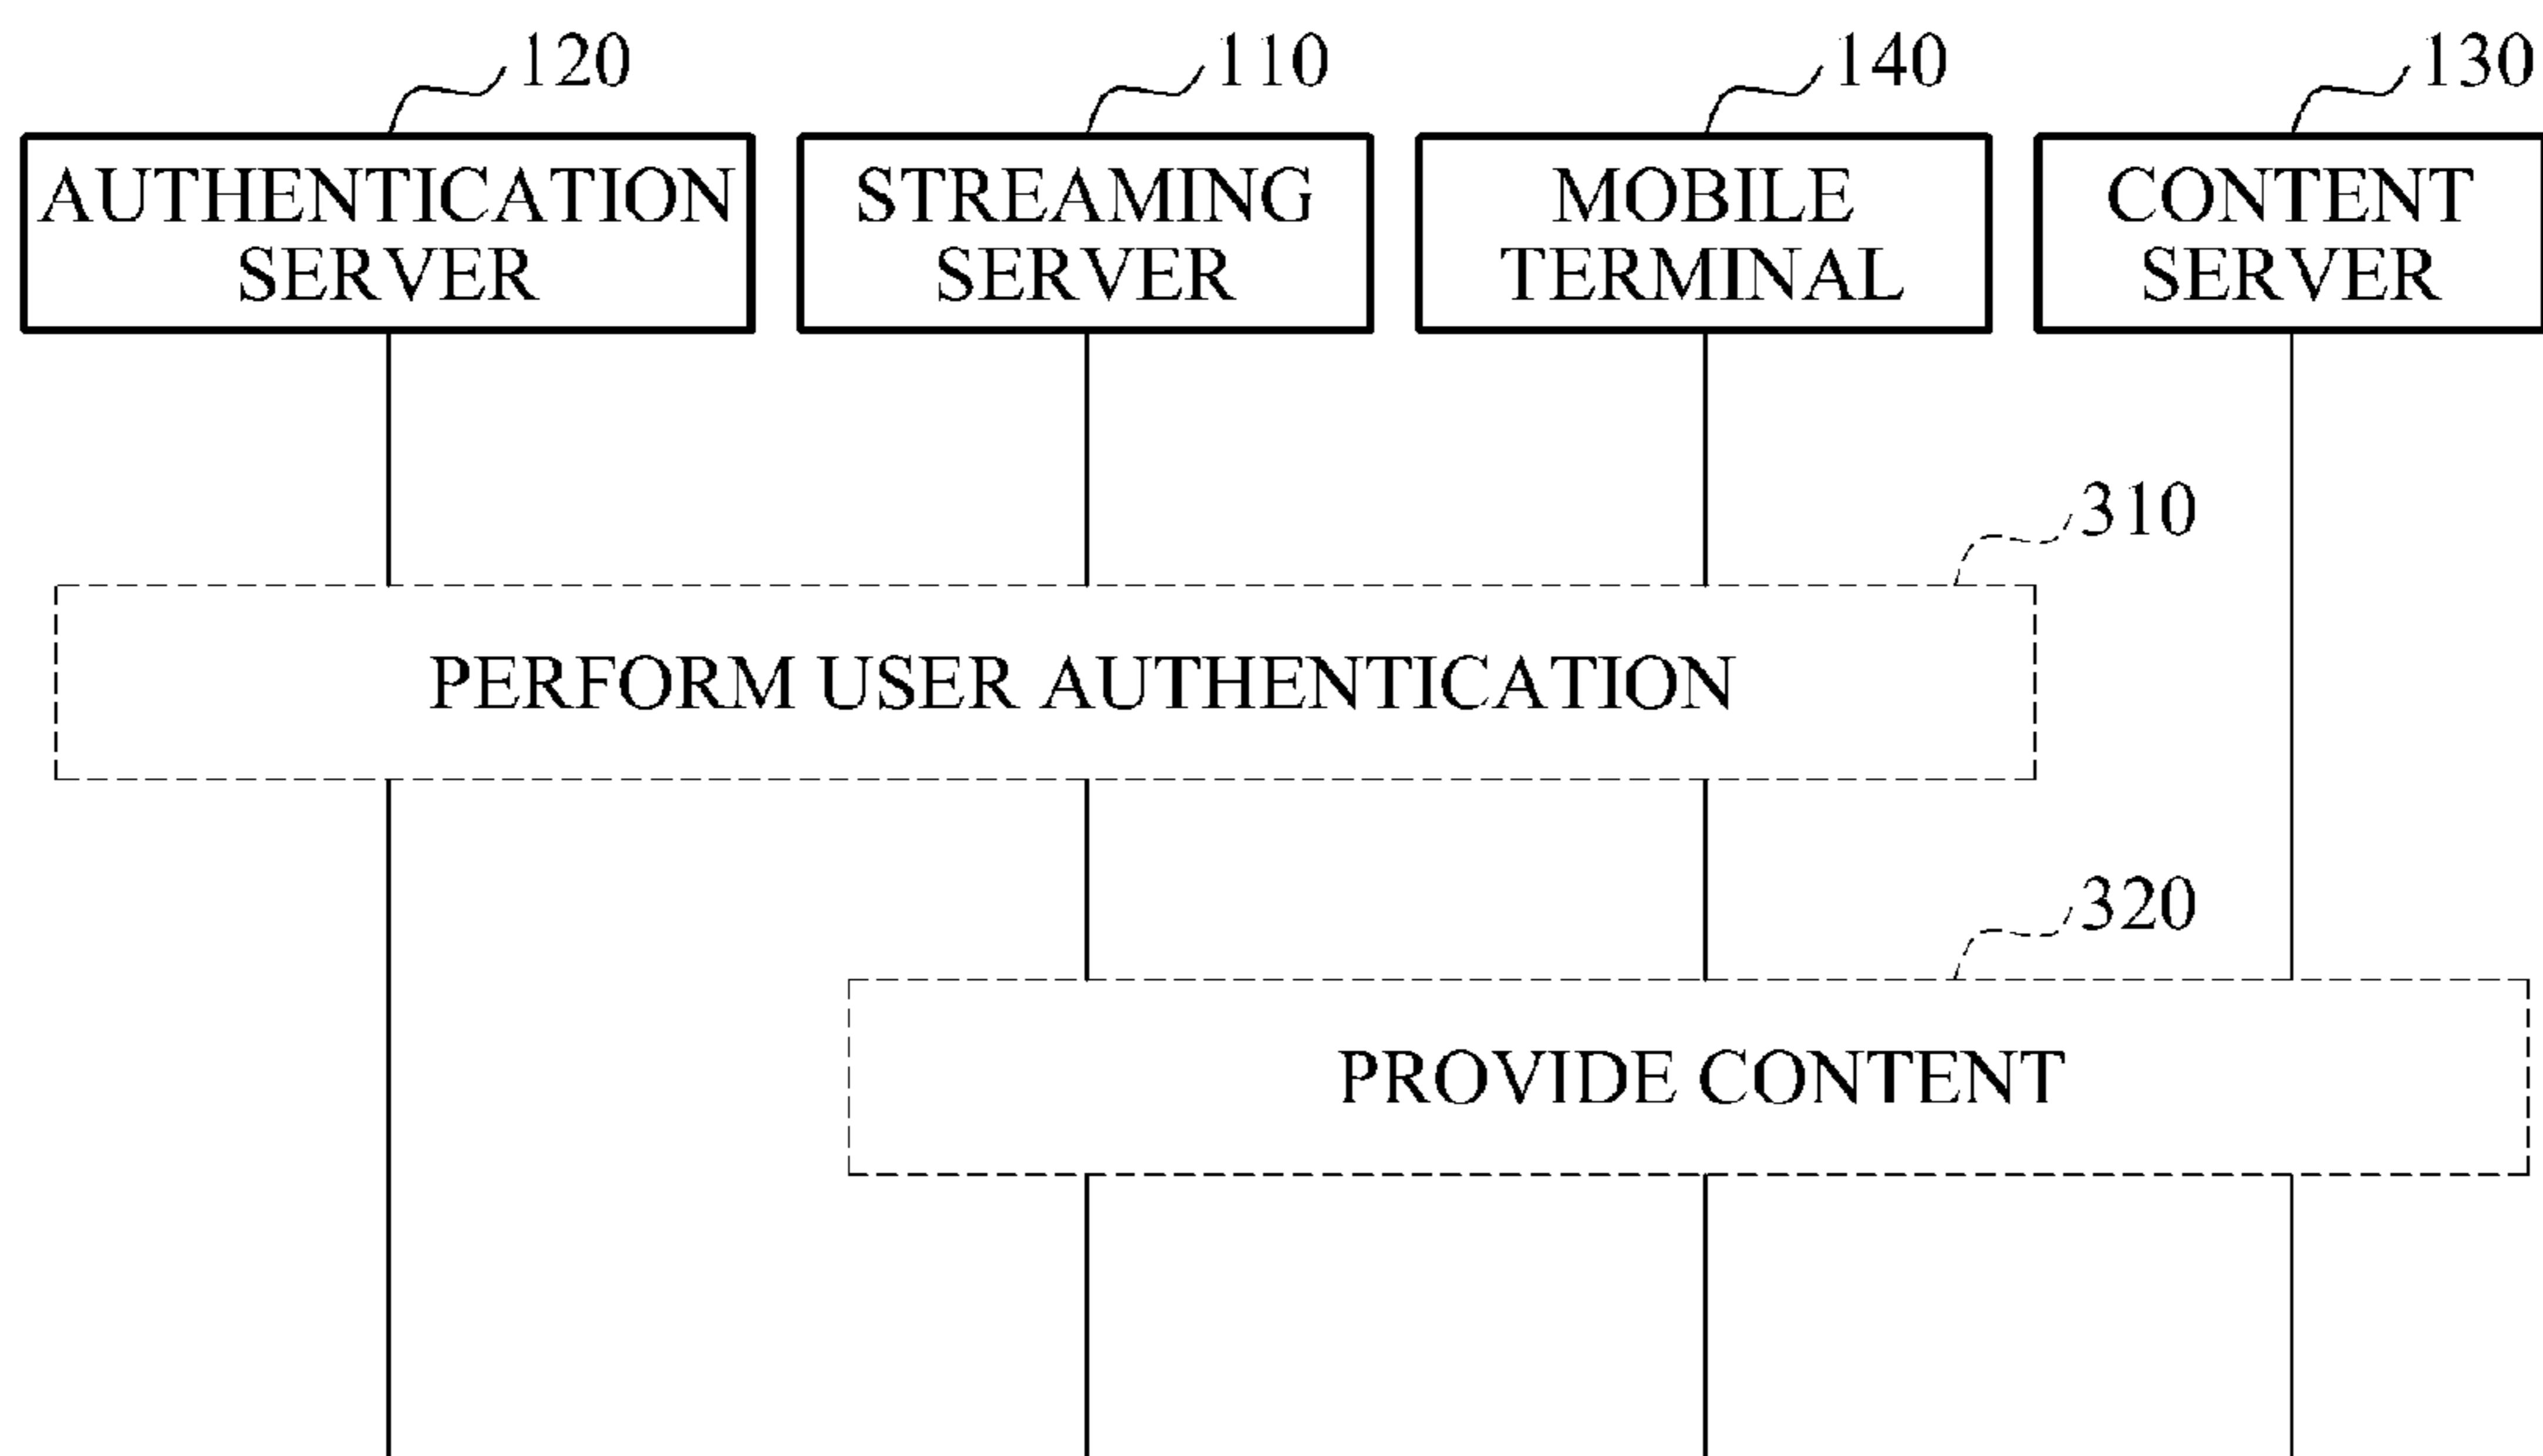 120
110
140
130
AUTHENTICATION
SERVER
STREAMING
SERVER
MOBILE
TERMINAL
CONTENT
SERVER
310
PERFORM USER AUTHENTICATION
320
PROVIDE CONTENT